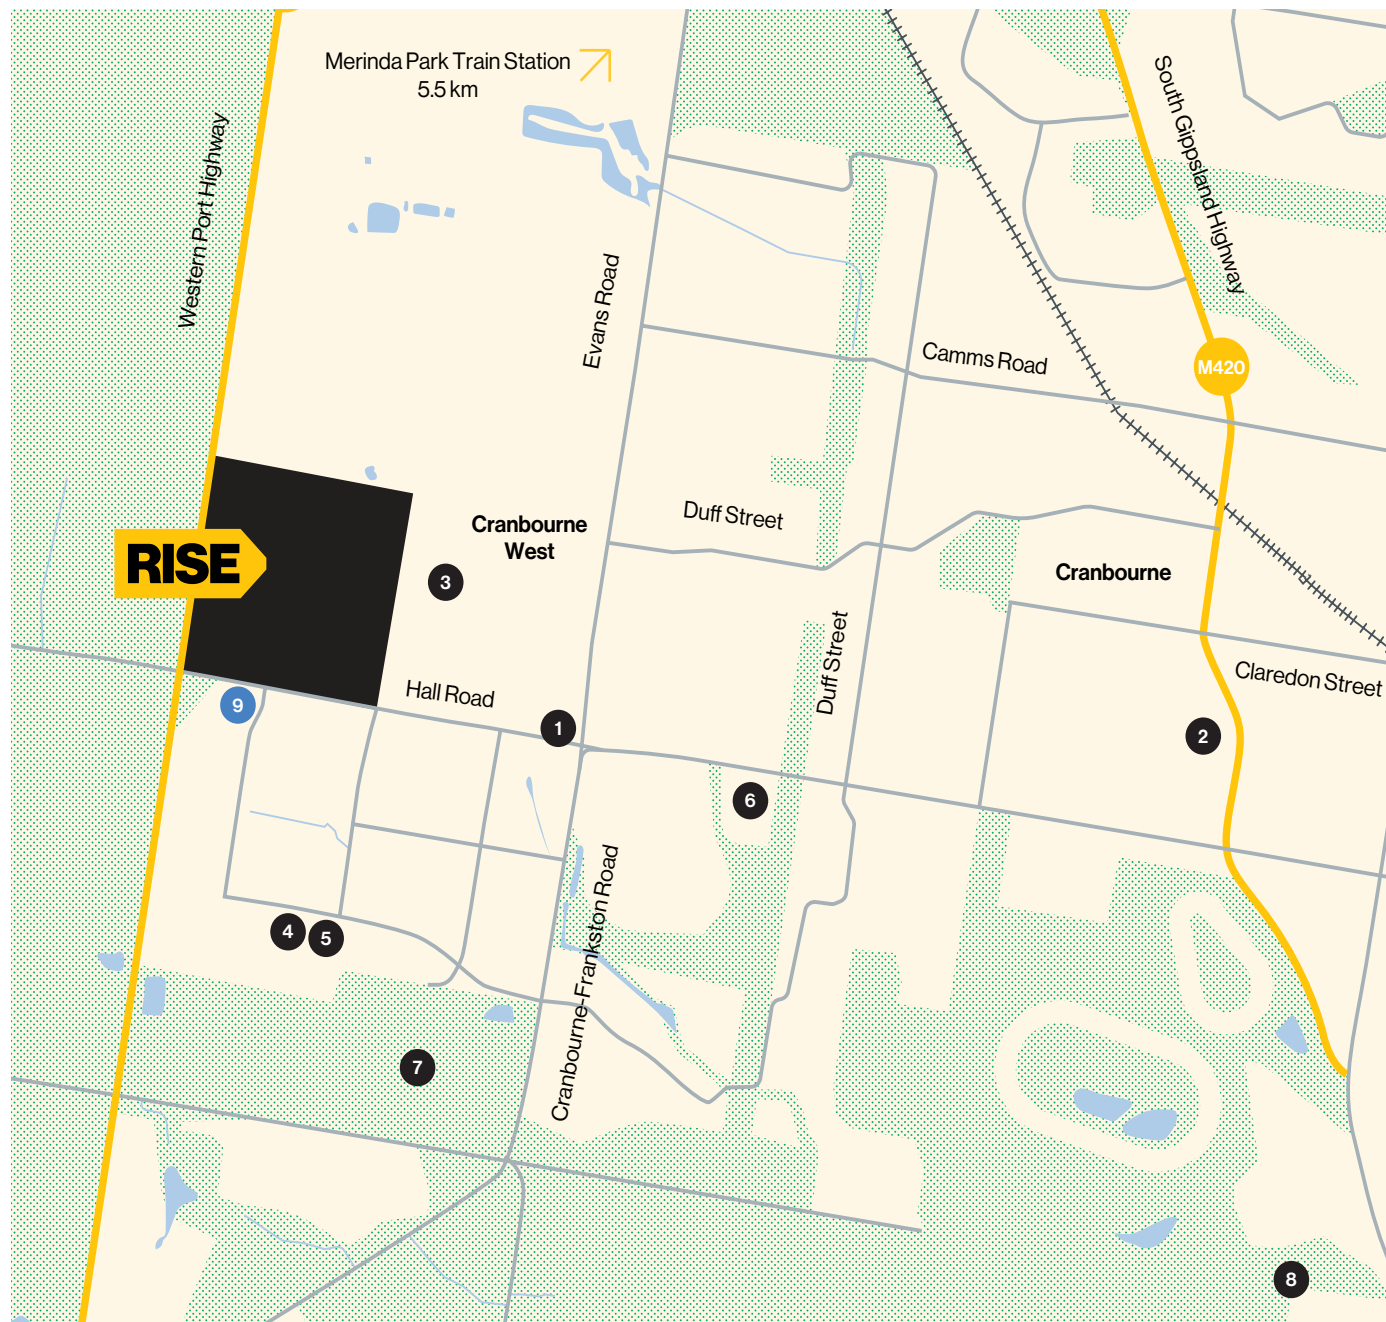 Merinda Park Train Station
5.5 km
Western Port Highway
South Gippsland Highway
Evans Road
Camms Road
M420
Duff Street
Cranbourne
West
RISE
3
Cranbourne
Duff Street
Claredon Street
Hall Road
9
1
2
6
Cranbourne-Frankston Road
4
5
7
8